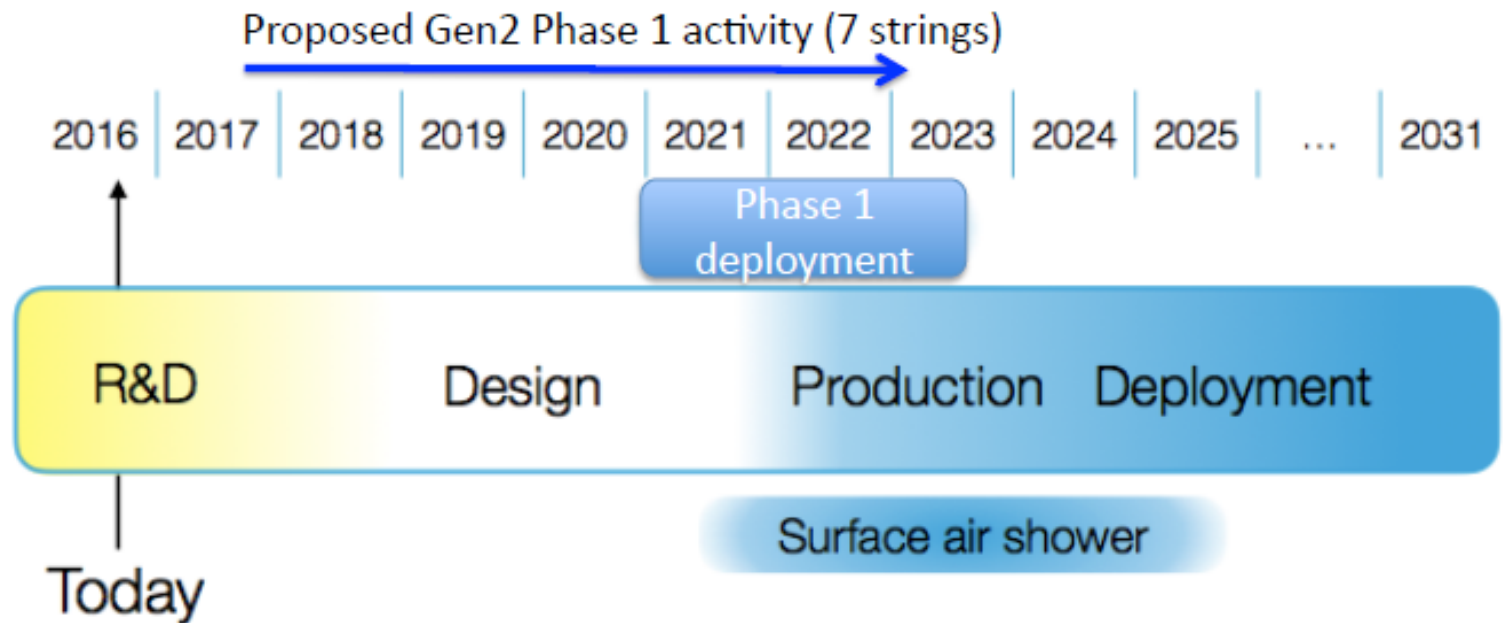 Proposed Gen2 Phase 1 activity (7 strings)
2016 2017 2018 2019 2020 2021 2022 2023 2024 2025 ... 2031
Phase 1
deployment
R&D Design Production Deployment
Surface air shower
Today